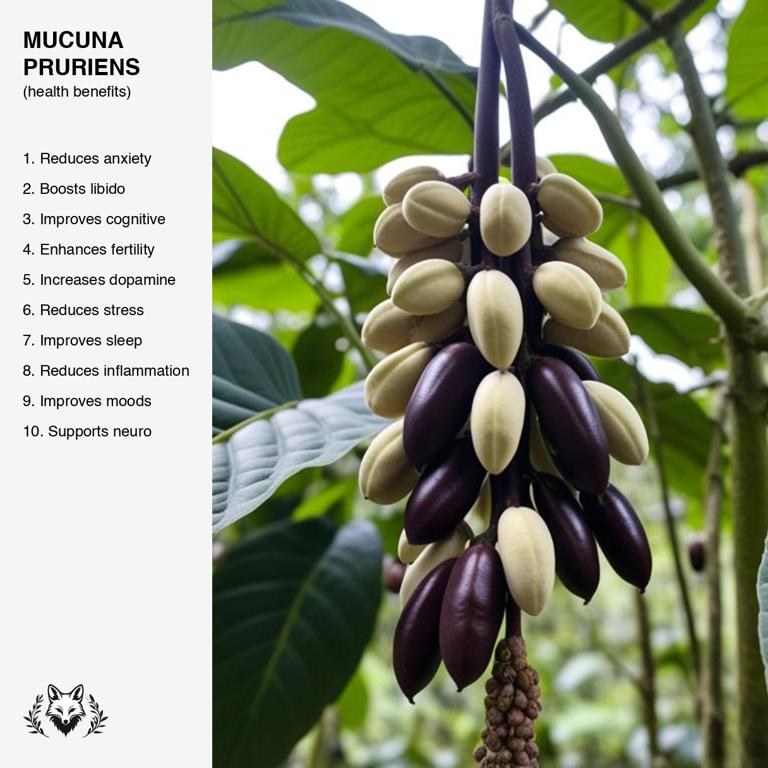 MUCUNA
PRURIENS
(health benefits)
1. Reduces anxiety
2. Boosts libido
3. Improves cognitive
4. Enhances fertility
5. Increases dopamine
6. Reduces stress
7. Improves sleep
8. Reduces inflammation
9. Improves moods
10. Supports neuro